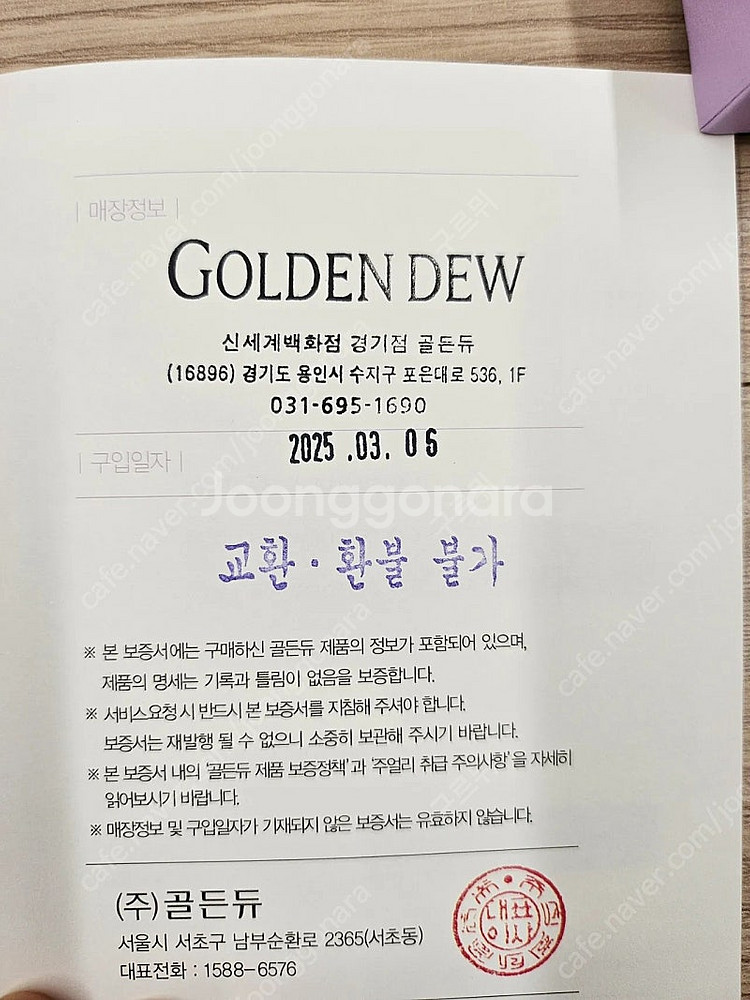 | 매장정보 |
GOLDEN DEW
신세계백화점 경기점 골든듀
(16896) 경기도 용인시 수지구 포은대로 536, 1F
031-695-1690
| 구입일자 |
2025 .03. 06
Joonggonara
교환 · 환불 불가
※ 본 보증서에는 구매하신 골든듀 제품의 정보가 포함되어 있으며,
제품의 명세는 기록과 틀림이 없음을 보증합니다.
※ 서비스요청 시 반드시 본 보증서를 지참해 주셔야 합니다.
보증서는 재발행 될 수 없으니 소중히 보관해 주시기 바랍니다.
※ 본 보증서 내의 '골든듀 제품 보증정책' 과 '주얼리 취급 주의사항' 을 자세히
읽어보시기 바랍니다.
※ 매장정보 및 구입일자가 기재되지 않은 보증서는 유효하지 않습니다.
(주)골든듀
서울시 서초구 남부순환로 2365(서초동)
대표전화 : 1588-6576
대표
이사